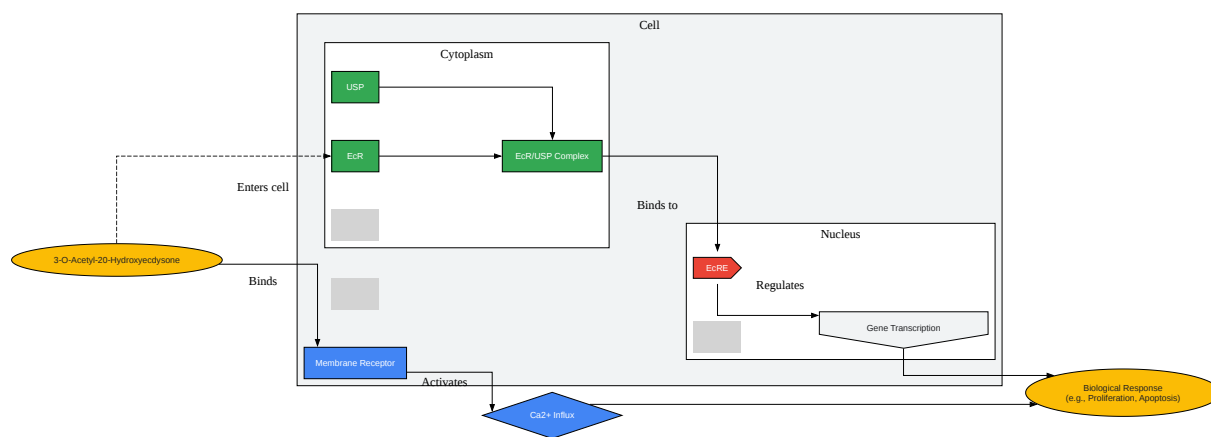 Cell
Cytoplasm
USP
EcR
EcR/USP Complex
Enters cell
Binds to
Nucleus
3-O-Acetyl-20-Hydroxyecdysone
EcRE
Binds
Regulates
Gene Transcription
Membrane Receptor
Activates
Ca2+ Influx
Biological Response
(e.g., Proliferation, Apoptosis)